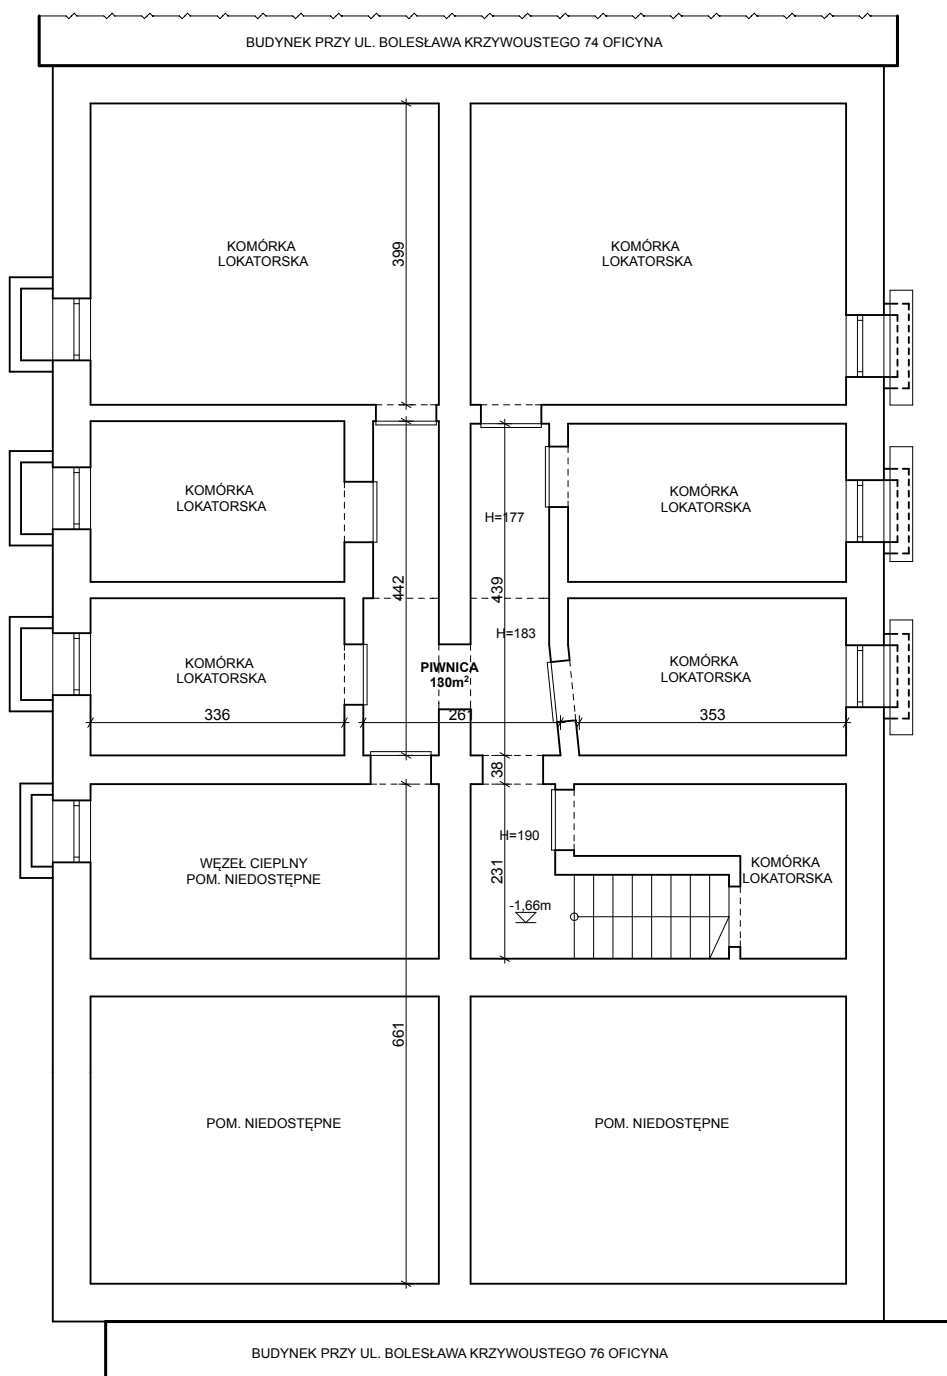 BUDYNEK PRZY UL. BOLESŁAWA KRZYWOUSTEGO 74 OFICYNA
KOMÓRKA
LOKATORSKA
399
KOMÓRKA
LOKATORSKA
KOMÓRKA
LOKATORSKA
H=177
KOMÓRKA
LOKATORSKA
442
439
H=183
KOMÓRKA
LOKATORSKA
PIWNICA
130m²
KOMÓRKA
LOKATORSKA
336
261
353
38
H=190
WĘZEŁ CIEPLNY
POM. NIEDOSTĘPNE
231
KOMÓRKA
LOKATORSKA
-1,66m
661
POM. NIEDOSTĘPNE
POM. NIEDOSTĘPNE
BUDYNEK PRZY UL. BOLESŁAWA KRZYWOUSTEGO 76 OFICYNA